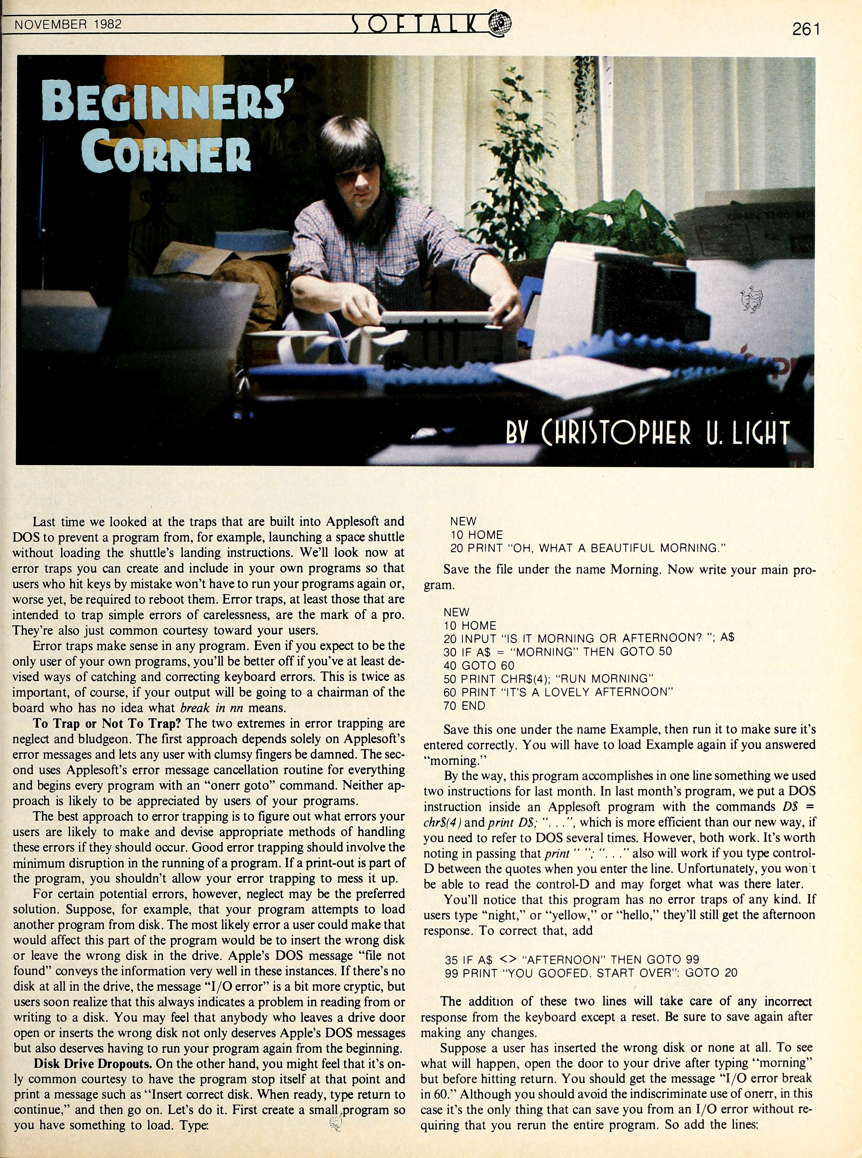 NOVEMBER 1982
SOFTALK
261
BEGINNERS'
CORNER
BY CHRISTOPHER U. LIGHT
Last time we looked at the traps that are built into Applesoft and
DOS to prevent a program from, for example, launching a space shuttle
without loading the shuttle's landing instructions. We'll look now at
error traps you can create and include in your own programs so that
users who hit keys by mistake won't have to run your programs again or,
worse yet, be required to reboot them. Error traps, at least those that are
intended to trap simple errors of carelessness, are the mark of a pro.
They're also just common courtesy toward your users.
Error traps make sense in any program. Even if you expect to be the
only user of your own programs, you'll be better off if you've at least de-
vised ways of catching and correcting keyboard errors. This is twice as
important, of course, if your output will be going to a chairman of the
board who has no idea what break in nn means.
To Trap or Not To Trap? The two extremes in error trapping are
neglect and bludgeon. The first approach depends solely on Applesoft's
error messages and lets any user with clumsy fingers be damned. The sec-
ond uses Applesoft's error message cancellation routine for everything
and begins every program with an "onerr goto" command. Neither ap-
proach is likely to be appreciated by users of your programs.
The best approach to error trapping is to figure out what errors your
users are likely to make and devise appropriate methods of handling
these errors if they should occur. Good error trapping should involve the
minimum disruption in the running of a program. If a print-out is part of
the program, you shouldn't allow your error trapping to mess it up.
For certain potential errors, however, neglect may be the preferred
solution. Suppose, for example, that your program attempts to load
another program from disk. The most likely error a user could make that
would affect this part of the program would be to insert the wrong disk
or leave the wrong disk in the drive. Apple's DOS message "file not
found" conveys the information very well in these instances. If there's no
disk at all in the drive, the message "I/O error" is a bit more cryptic, but
users soon realize that this always indicates a problem in reading from or
writing to a disk. You may feel that anybody who leaves a drive door
open or inserts the wrong disk not only deserves Apple's DOS messages
but also deserves having to run your program again from the beginning.
Disk Drive Dropouts. On the other hand, you might feel that it's on-
ly common courtesy to have the program stop itself at that point and
print a message such as "Insert correct disk. When ready, type return to
continue," and then go on. Let's do it. First create a small program so
you have something to load. Type:
NEW
10 HOME
20 PRINT "OH, WHAT A BEAUTIFUL MORNING."
Save the file under the name Morning. Now write your main pro-
gram.
NEW
10 HOME
20 INPUT "IS IT MORNING OR AFTERNOON? "; A$
30 IF A$ = "MORNING" THEN GOTO 50
40 GOTO 60
50 PRINT CHR$(4); "RUN MORNING"
60 PRINT "IT'S A LOVELY AFTERNOON"
70 END
Save this one under the name Example, then run it to make sure it's
entered correctly. You will have to load Example again if you answered
"morning."
By the way, this program accomplishes in one line something we used
two instructions for last month. In last month's program, we put a DOS
instruction inside an Applesoft program with the commands D$ =
chr$(4) and print D$; ". . .", which is more efficient than our new way, if
you need to refer to DOS several times. However, both work. It's worth
noting in passing that print " "; ". . ." also will work if you type control-
D between the quotes when you enter the line. Unfortunately, you won't
be able to read the control-D and may forget what was there later.
You'll notice that this program has no error traps of any kind. If
users type "night," or "yellow," or "hello," they'll still get the afternoon
response. To correct that, add
35 IF A$ <> "AFTERNOON" THEN GOTO 99
99 PRINT "YOU GOOFED. START OVER": GOTO 20
The addition of these two lines will take care of any incorrect
response from the keyboard except a reset. Be sure to save again after
making any changes.
Suppose a user has inserted the wrong disk or none at all. To see
what will happen, open the door to your drive after typing "morning"
but before hitting return. You should get the message "I/O error break
in 60." Although you should avoid the indiscriminate use of onerr, in this
case it's the only thing that can save you from an I/O error without re-
quiring that you rerun the entire program. So add the lines: